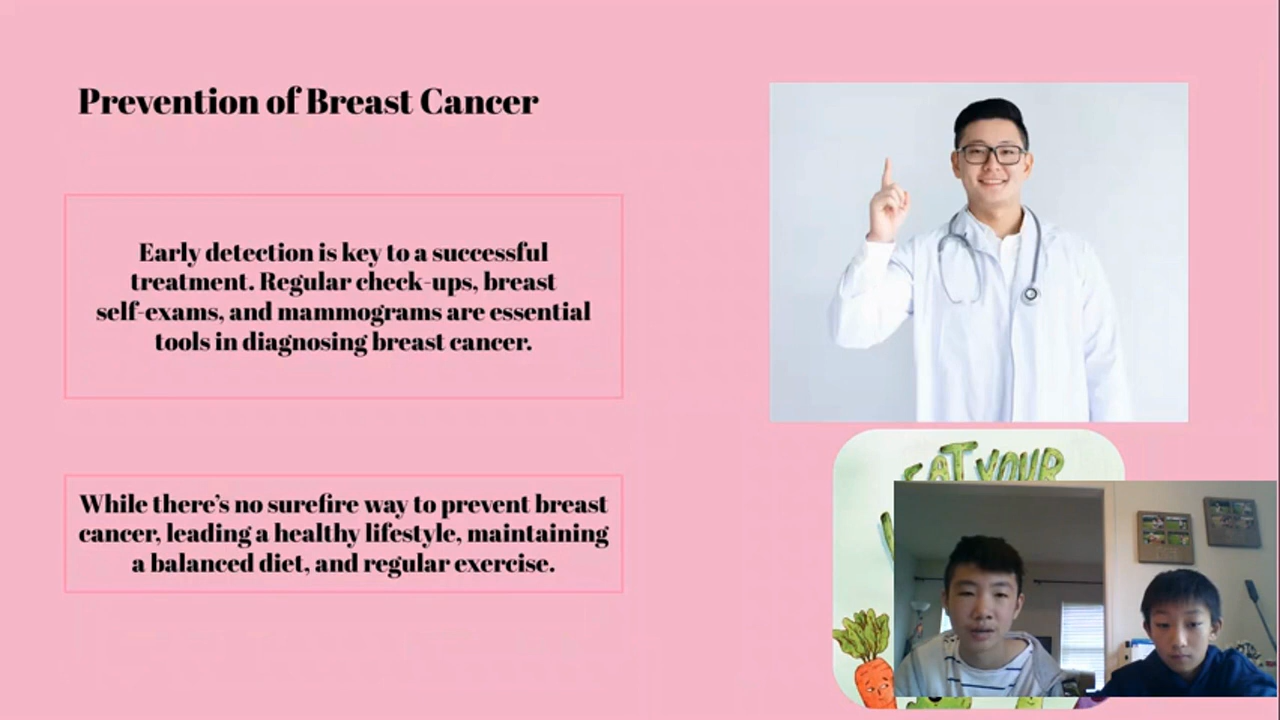 Prevention of Breast Cancer
Early detection is key to a successful
treatment. Regular check-ups, breast
self-exams, and mammograms are essential
tools in diagnosing breast cancer.
While there's no surefire way to prevent breast
cancer, leading a healthy lifestyle, maintaining
a balanced diet, and regular exercise.
EAT YOUR